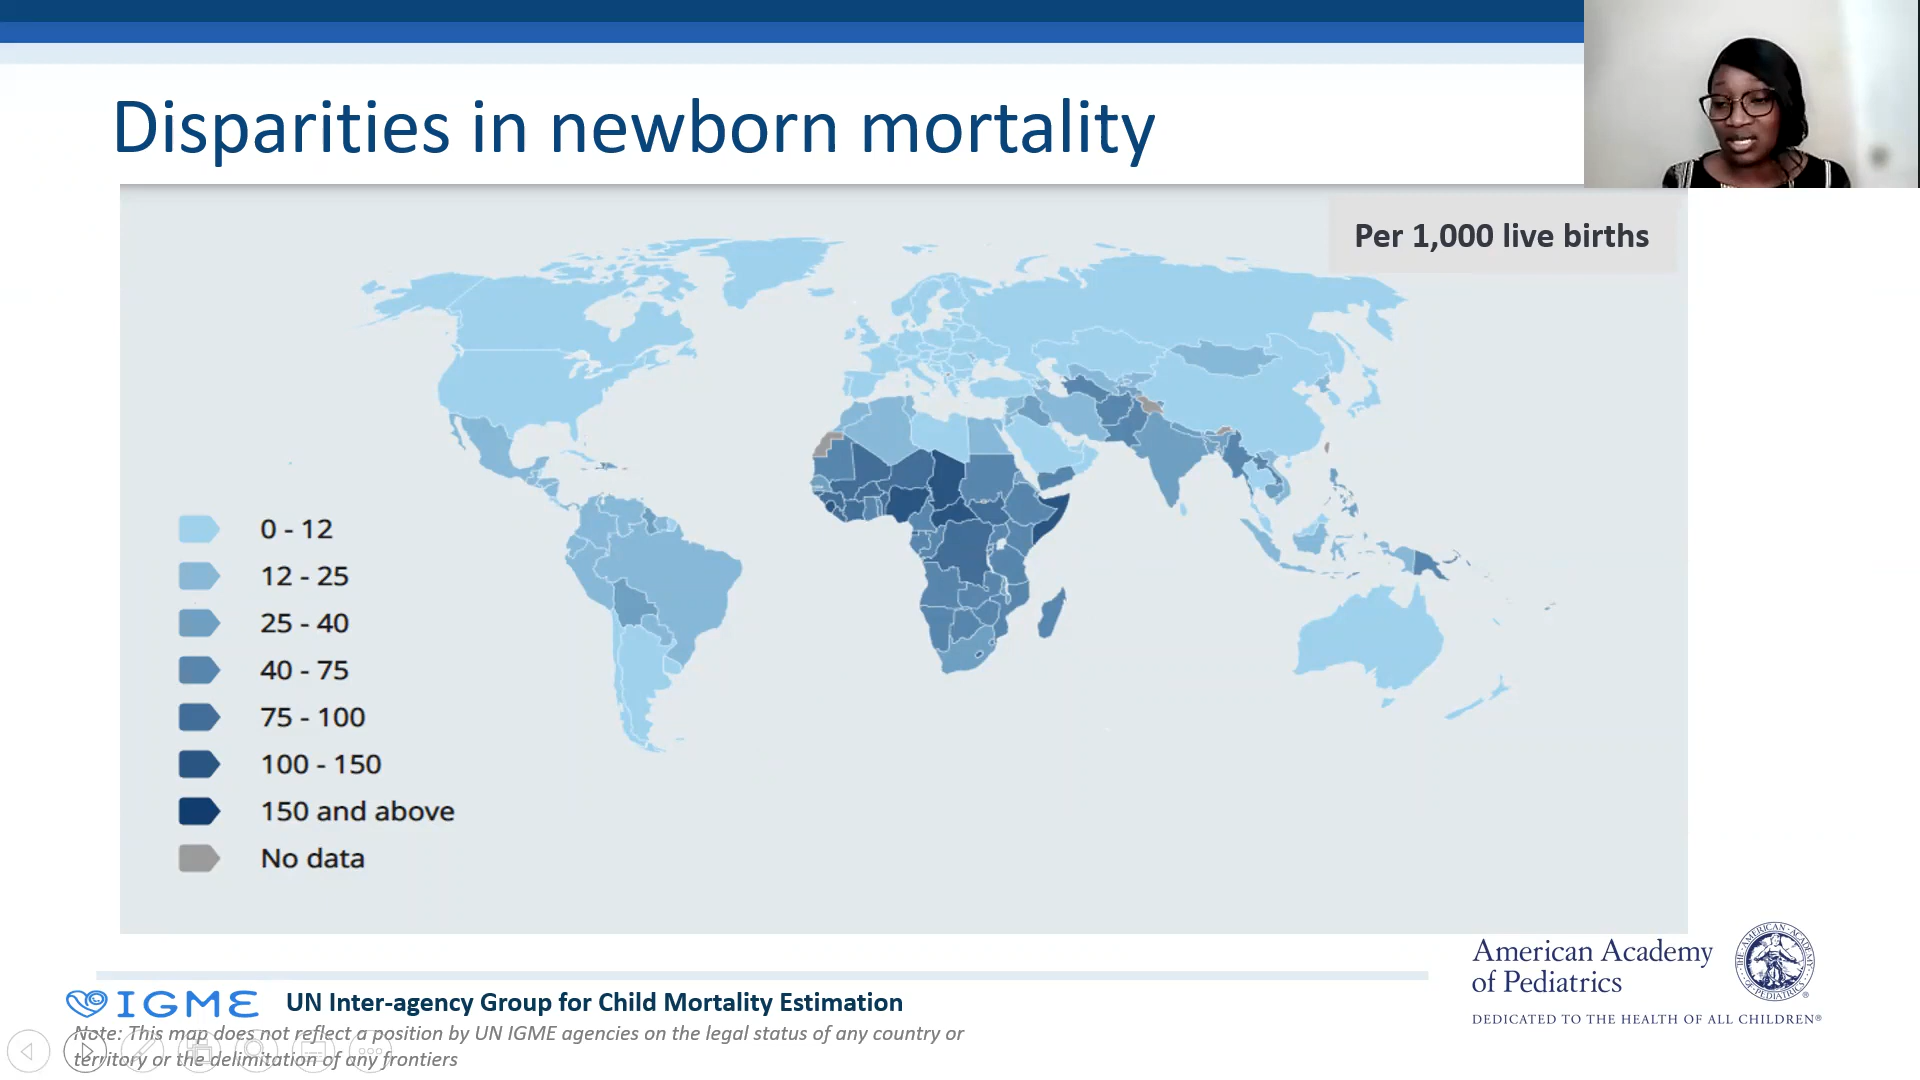 Disparities in newborn mortality
Per 1,000 live births
0 - 12
12 - 25
25 - 40
40 - 75
75 - 100
100 - 150
150 and above
No data
IGME
UN Inter-agency Group for Child Mortality Estimation
Note: This map does not reflect a position by UN IGME agencies on the legal status of any country or
territory or the delimitation of any frontiers
American Academy
of Pediatrics
DEDICATED TO THE HEALTH OF ALL CHILDREN®